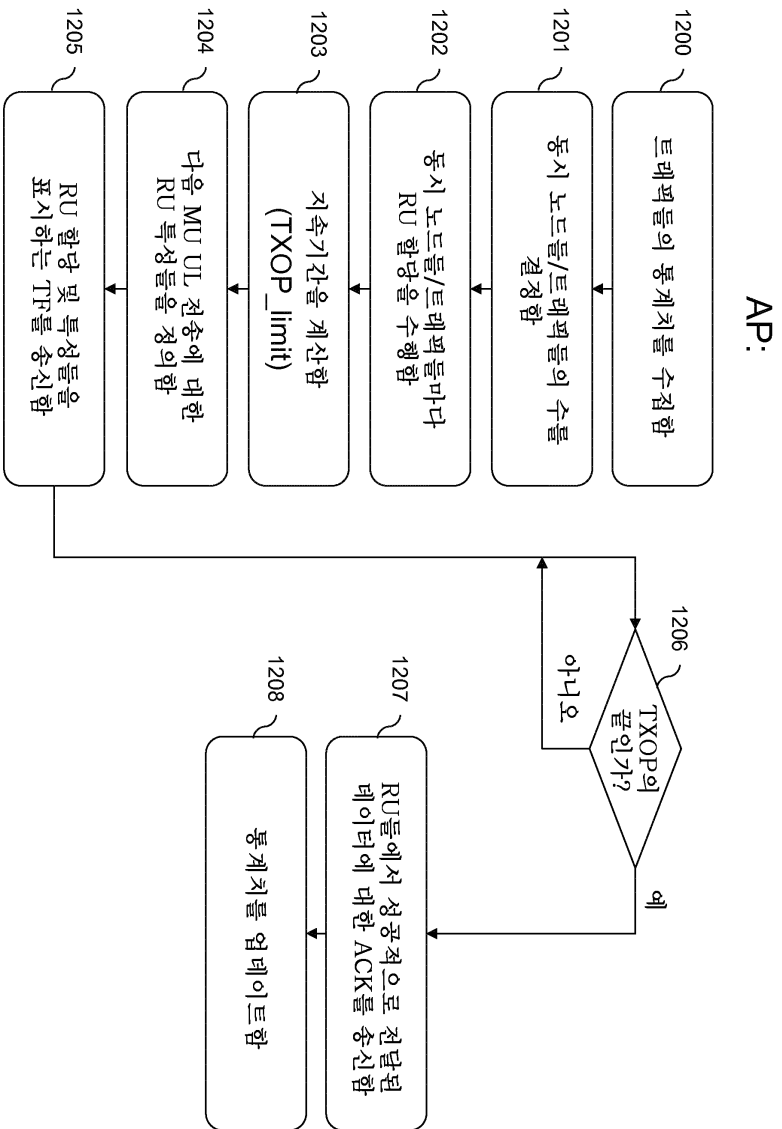 AP:
1200
트래픽들의 통계치를 수집함
1201
동시 노드들/트래픽들의 수를
결정함
1202
동시 노드들/트래픽들마다
RU 할당을 수행함
1203
지속기간을 계산함
(TXOP_limit)
1204
다음 MU UL 전송에 대한
RU 특성들을 정의함
1205
RU 할당 및 특성들을
표시하는 TF를 송신함
1206
TXOP의
끝인가?
아니오
예
1207
RU들에서 성공적으로 전달된
데이터에 대한 ACK를 송신함
1208
통계치를 업데이트함